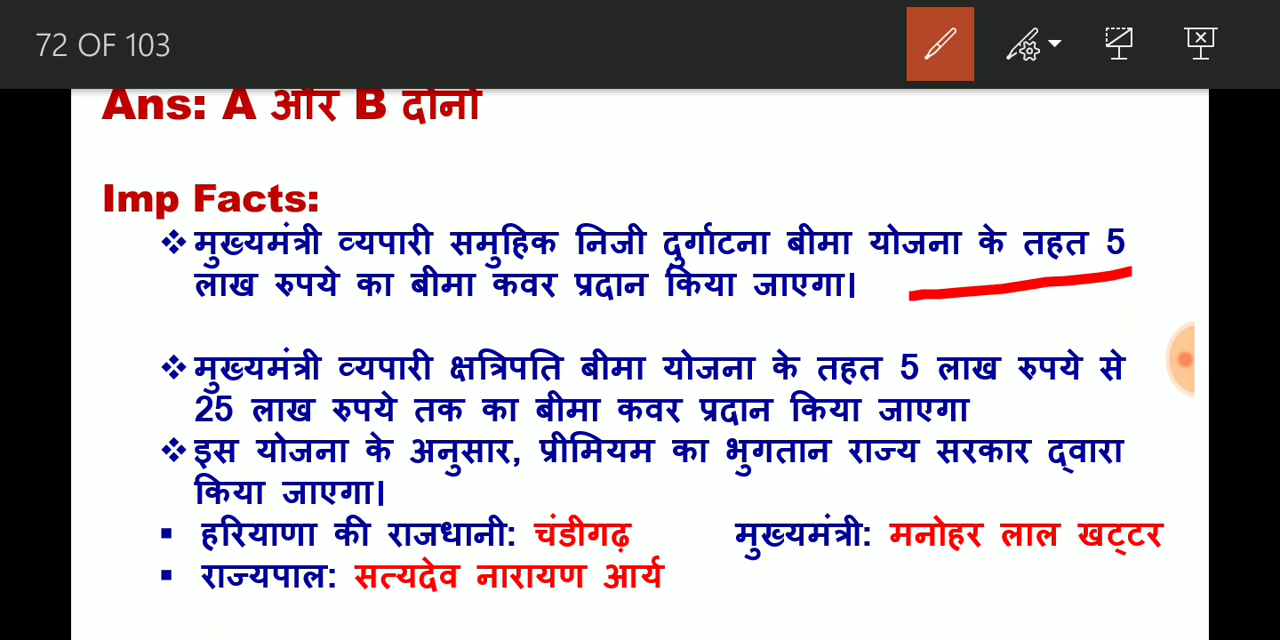 72 OF 103
Ans: A और B दोनों
Imp Facts:
❖ मुख्यमंत्री व्यपारी समुहिक निजी दुर्गाटना बीमा योजना के तहत 5
लाख रुपये का बीमा कवर प्रदान किया जाएगा।
❖ मुख्यमंत्री व्यपारी क्षत्रिपति बीमा योजना के तहत 5 लाख रुपये से
25 लाख रुपये तक का बीमा कवर प्रदान किया जाएगा
❖ इस योजना के अनुसार, प्रीमियम का भुगतान राज्य सरकार द्वारा
किया जाएगा।
▪ हरियाणा की राजधानी: चंडीगढ़ मुख्यमंत्री: मनोहर लाल खट्टर
▪ राज्यपाल: सत्यदेव नारायण आर्य